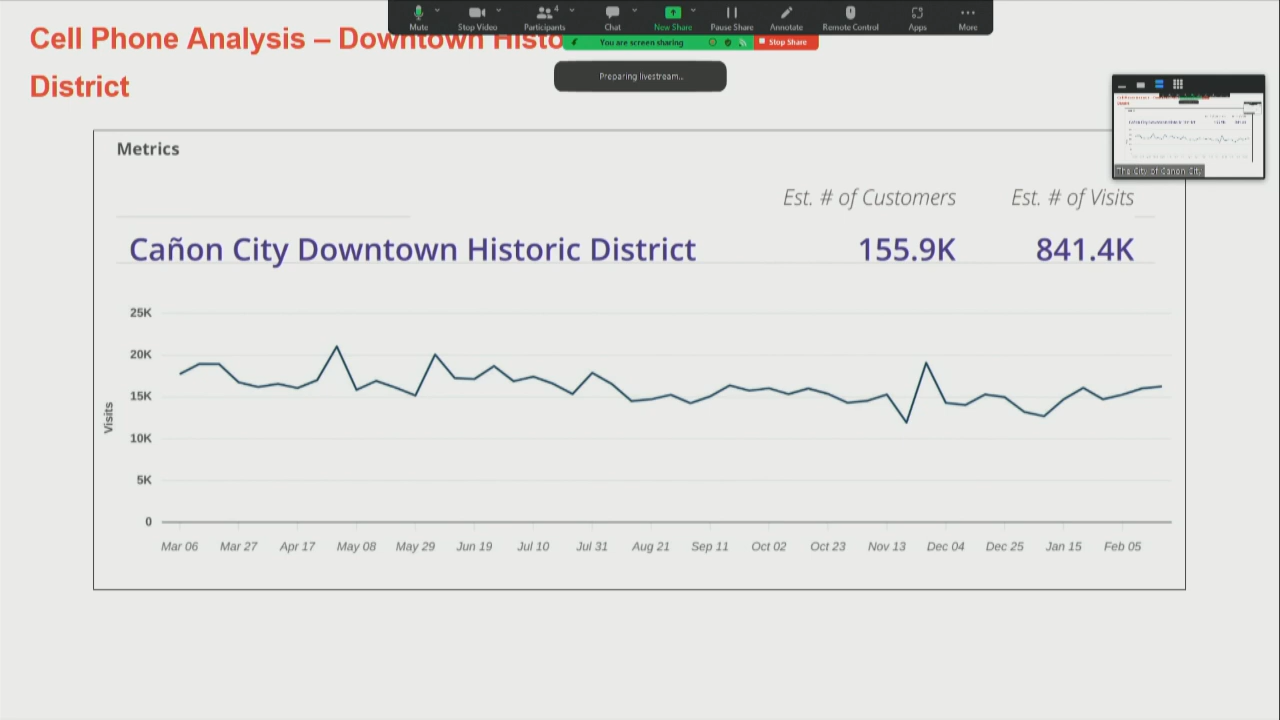 Mute
Stop Video
Participants
4
Chat
New Share
Pause Share
Annotate
Remote Control
Apps
More
You are screen sharing
Stop Share
Cell Phone Analysis – Downtown Histo
District
Preparing livestream...
The City of Canon City
Metrics
Est. # of Customers
Est. # of Visits
Cañon City Downtown Historic District
155.9K
841.4K
25K
20K
15K
10K
5K
0
Visits
Mar 06
Mar 27
Apr 17
May 08
May 29
Jun 19
Jul 10
Jul 31
Aug 21
Sep 11
Oct 02
Oct 23
Nov 13
Dec 04
Dec 25
Jan 15
Feb 05